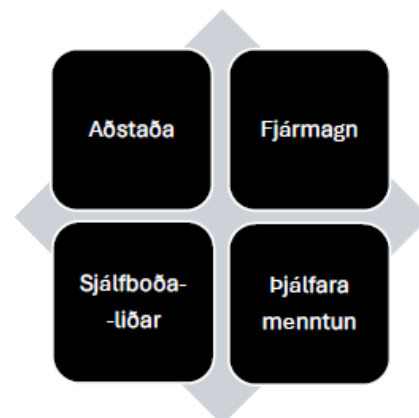 Aðstaða
Fjármagn
Sjálfboða-
-liðar
Þjálfara
menntun